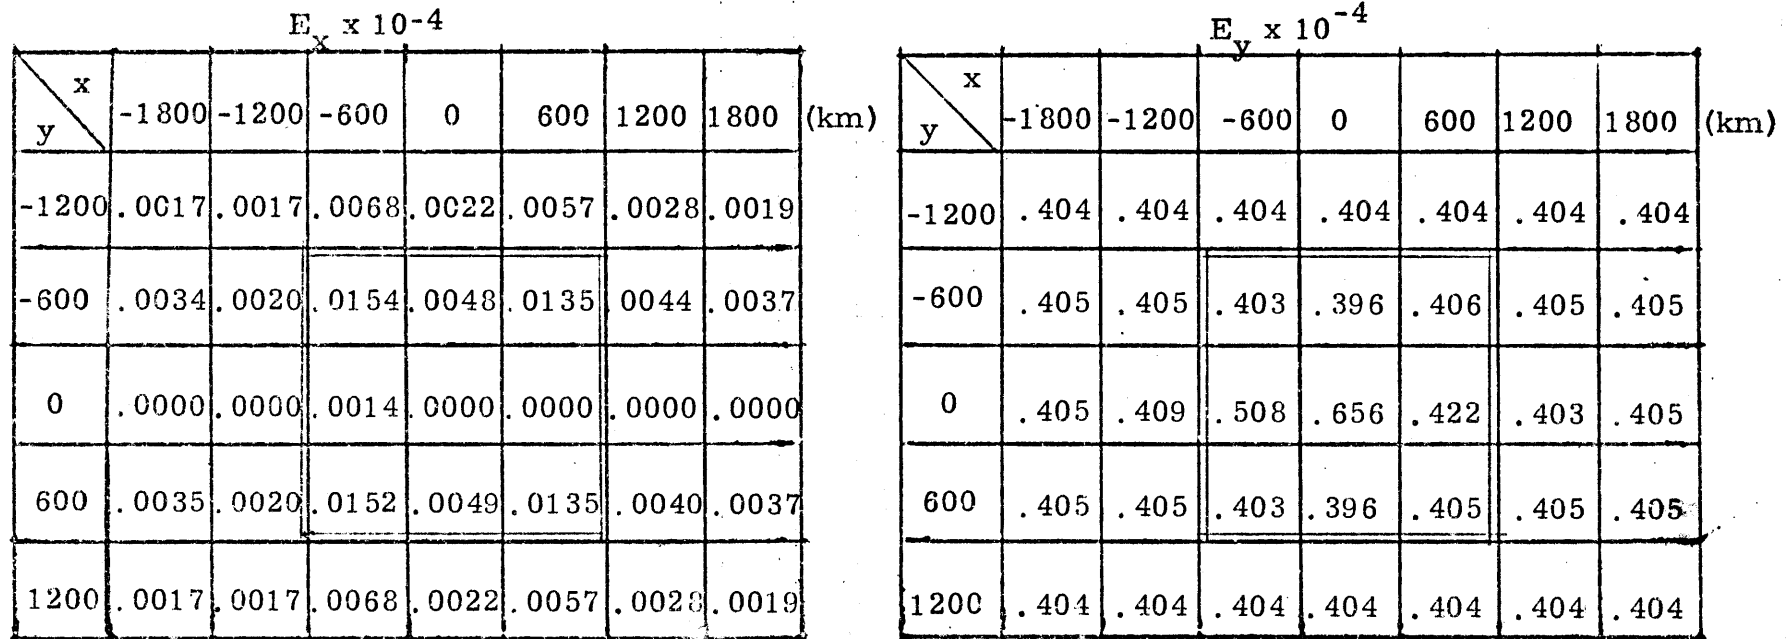 E_x x 10^-4
x
y -1800 -1200 -600 0 600 1200 1800 (km)
-1200 .0017 .0017 .0068 .0022 .0057 .0028 .0019
-600 .0034 .0020 .0154 .0048 .0135 .0044 .0037
0 .0000 .0000 .0014 .0000 .0000 .0000 .0000
600 .0035 .0020 .0152 .0049 .0135 .0040 .0037
1200 .0017 .0017 .0068 .0022 .0057 .0028 .0019
E_y x 10^-4
x
y -1800 -1200 -600 0 600 1200 1800 (km)
-1200 .404 .404 .404 .404 .404 .404 .404
-600 .405 .405 .403 .396 .406 .405 .405
0 .405 .409 .508 .656 .422 .403 .405
600 .405 .405 .403 .396 .405 .405 .405
1200 .404 .404 .404 .404 .404 .404 .404